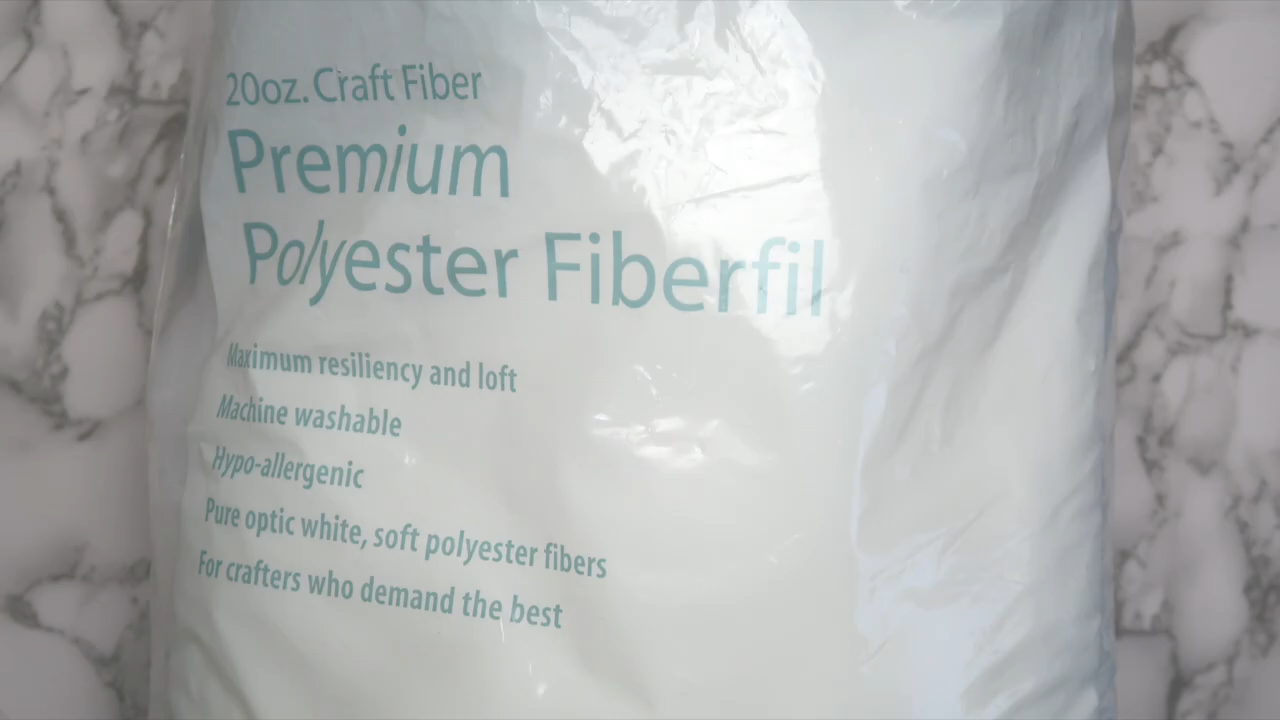 20oz. Craft Fiber
Premium
Polyester Fiberfil
Maximum resiliency and loft
Machine washable
Hypo-allergenic
Pure optic white, soft polyester fibers
For crafters who demand the best